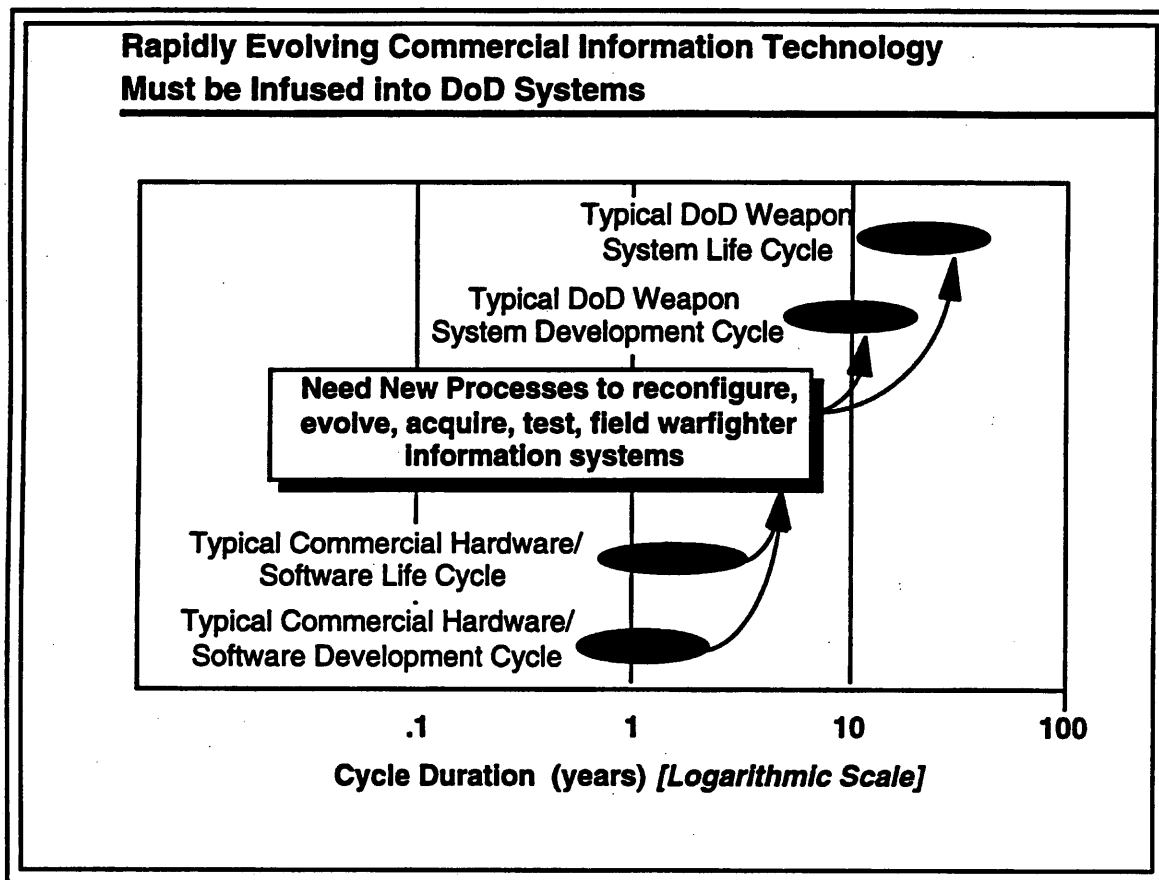 Rapidly Evolving Commercial Information Technology
Must be Infused into DoD Systems
Typical DoD Weapon
System Life Cycle
Typical DoD Weapon
System Development Cycle
Need New Processes to reconfigure,
evolve, acquire, test, field warfighter
information systems
Typical Commercial Hardware/
Software Life Cycle
Typical Commercial Hardware/
Software Development Cycle
.1 1 10 100
Cycle Duration (years) [Logarithmic Scale]